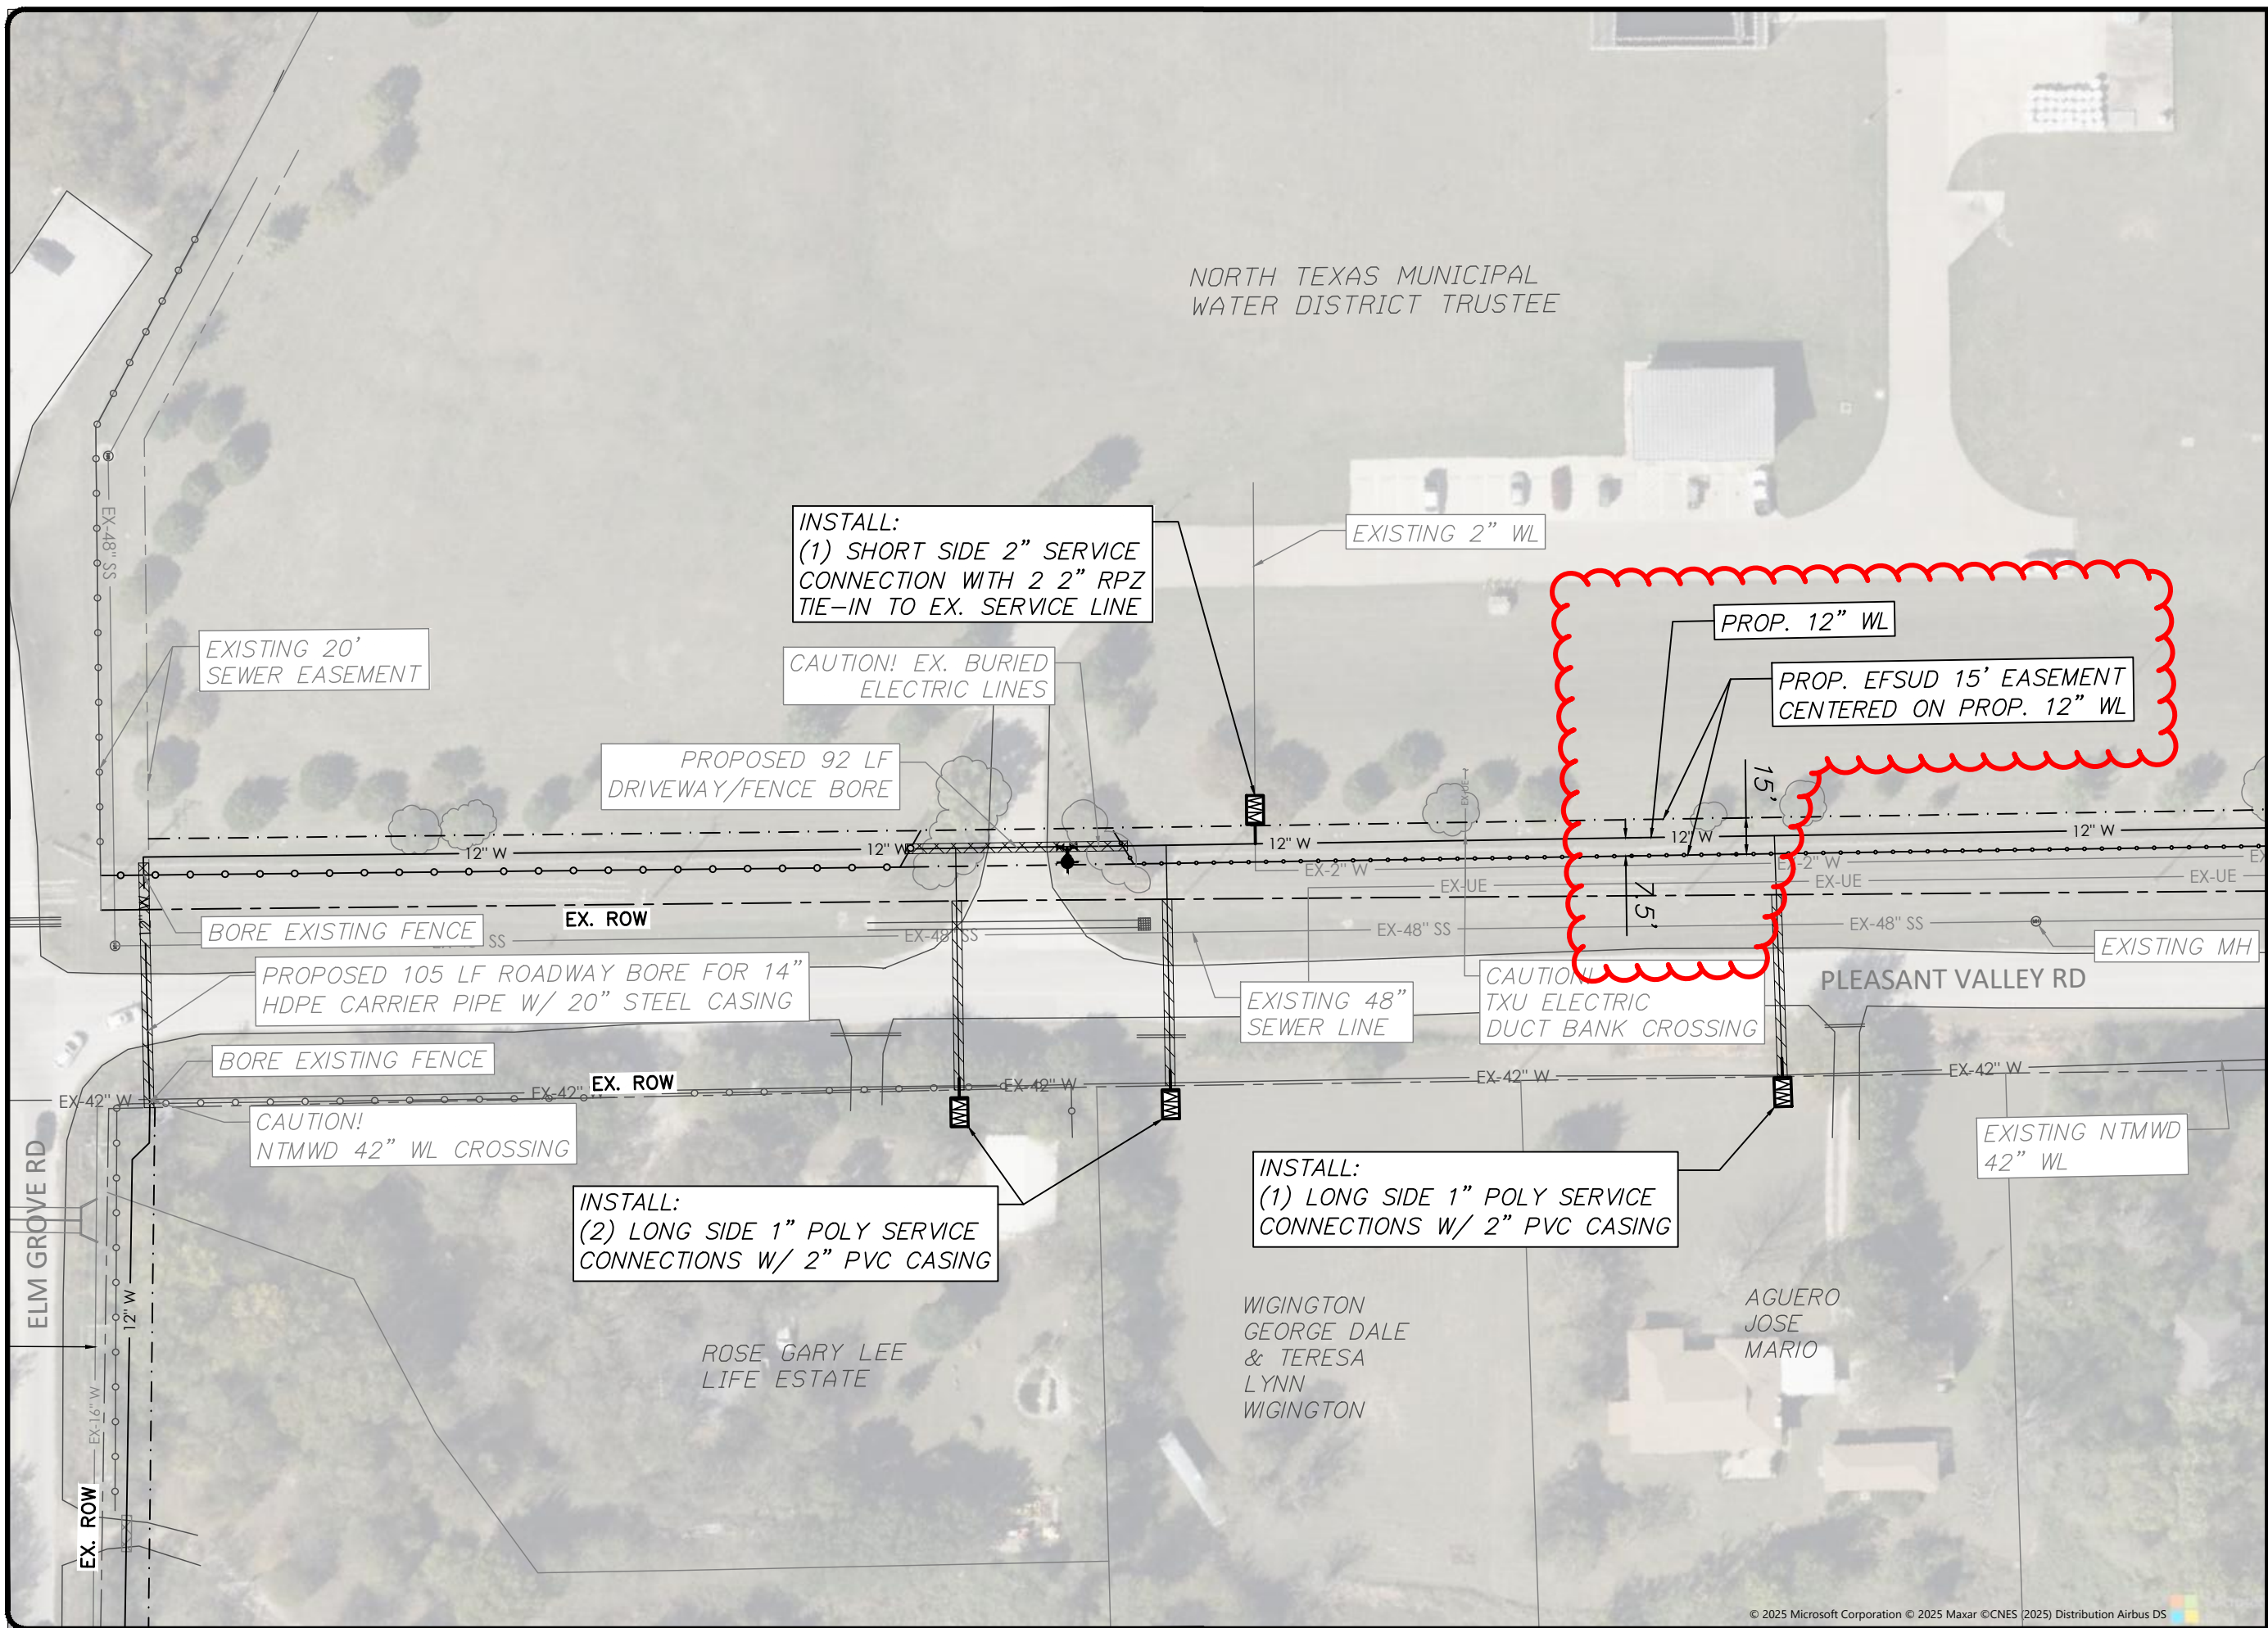 NORTH TEXAS MUNICIPAL
WATER DISTRICT TRUSTEE
EX-48" SS
INSTALL:
(1) SHORT SIDE 2" SERVICE
CONNECTION WITH 2 2" RPZ
TIE-IN TO EX. SERVICE LINE
EXISTING 2" WL
PROP. 12" WL
PROP. EFSUD 15' EASEMENT
CENTERED ON PROP. 12" WL
EXISTING 20'
SEWER EASEMENT
CAUTION! EX. BURIED
ELECTRIC LINES
PROPOSED 92 LF
DRIVEWAY/FENCE BORE
15'
EX-UE
12" W
12" W
12" W
12" W
12" W
EX-2" W
EX-2" W
EX-UE
EX-UE
EX-UE
7.5'
12" W
BORE EXISTING FENCE
SS
EX. ROW
EX-48" SS
EX-48" SS
EX-48" SS
EXISTING MH
PROPOSED 105 LF ROADWAY BORE FOR 14"
HDPE CARRIER PIPE W/ 20" STEEL CASING
EXISTING 48"
SEWER LINE
CAUTION!
TXU ELECTRIC
DUCT BANK CROSSING
PLEASANT VALLEY RD
BORE EXISTING FENCE
EX-42" W
EX-42"
EX. ROW
EX-42" W
EX-42" W
EX-42" W
CAUTION!
NTMWD 42" WL CROSSING
EXISTING NTMWD
42" WL
INSTALL:
(2) LONG SIDE 1" POLY SERVICE
CONNECTIONS W/ 2" PVC CASING
INSTALL:
(1) LONG SIDE 1" POLY SERVICE
CONNECTIONS W/ 2" PVC CASING
ELM GROVE RD
12" W
EX-16" W
EX. ROW
ROSE GARY LEE
LIFE ESTATE
WIGINGTON
GEORGE DALE
& TERESA
LYNN
WIGINGTON
AGUERO
JOSE
MARIO
© 2025 Microsoft Corporation © 2025 Maxar ©CNES (2025) Distribution Airbus DS